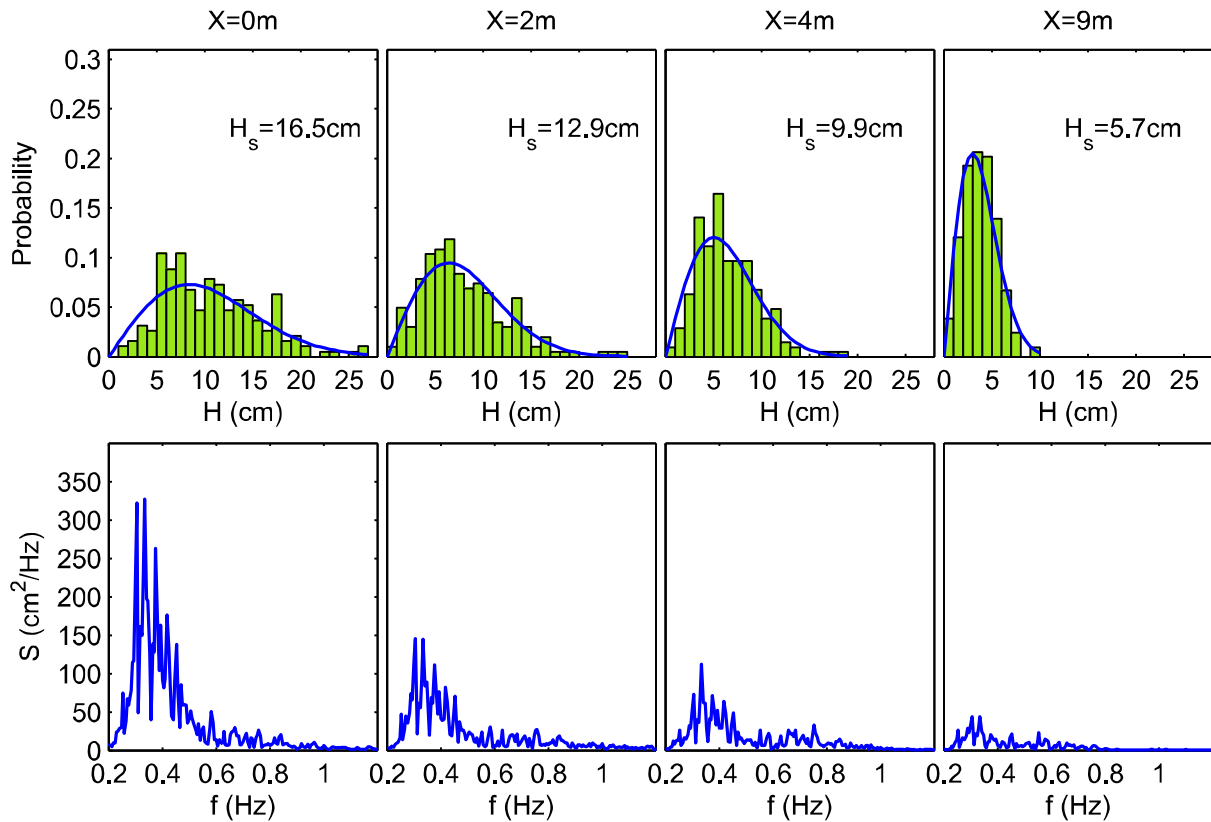 X=0m X=2m X=4m X=9m
0.3
0.25
0.2
0.15
0.1
0.05
0
Probability
H_s=16.5cm H_s=12.9cm H_s=9.9cm H_s=5.7cm
0 5 10 15 20 25 0 5 10 15 20 25 0 5 10 15 20 25 0 5 10 15 20 25
H (cm) H (cm) H (cm) H (cm)
350
300
250
200
150
100
50
0
S (cm²/Hz)
0.2 0.4 0.6 0.8 1 0.2 0.4 0.6 0.8 1 0.2 0.4 0.6 0.8 1 0.2 0.4 0.6 0.8 1
f (Hz) f (Hz) f (Hz) f (Hz)